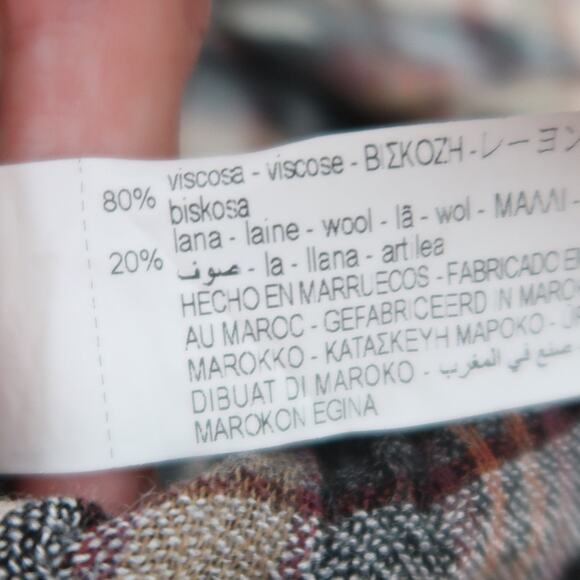 80% viscosa - viscose - ΒΙΣΚΟΖΗ - レーヨン
biskosa
20% lana - laine - wool - lã - wol - ΜΑΛΛΙ -
صوف - la - llana - artilea
HECHO EN MARRUECOS - FABRICADO E
AU MAROC - GEFABRICEERD IN MARO
MAROKKO - ΚΑΤΑΣΚΕΥΗ ΜΑΡΟΚΟ -
DIBUAT DI MAROKO - صنع في المغرب
MAROKON EGINA